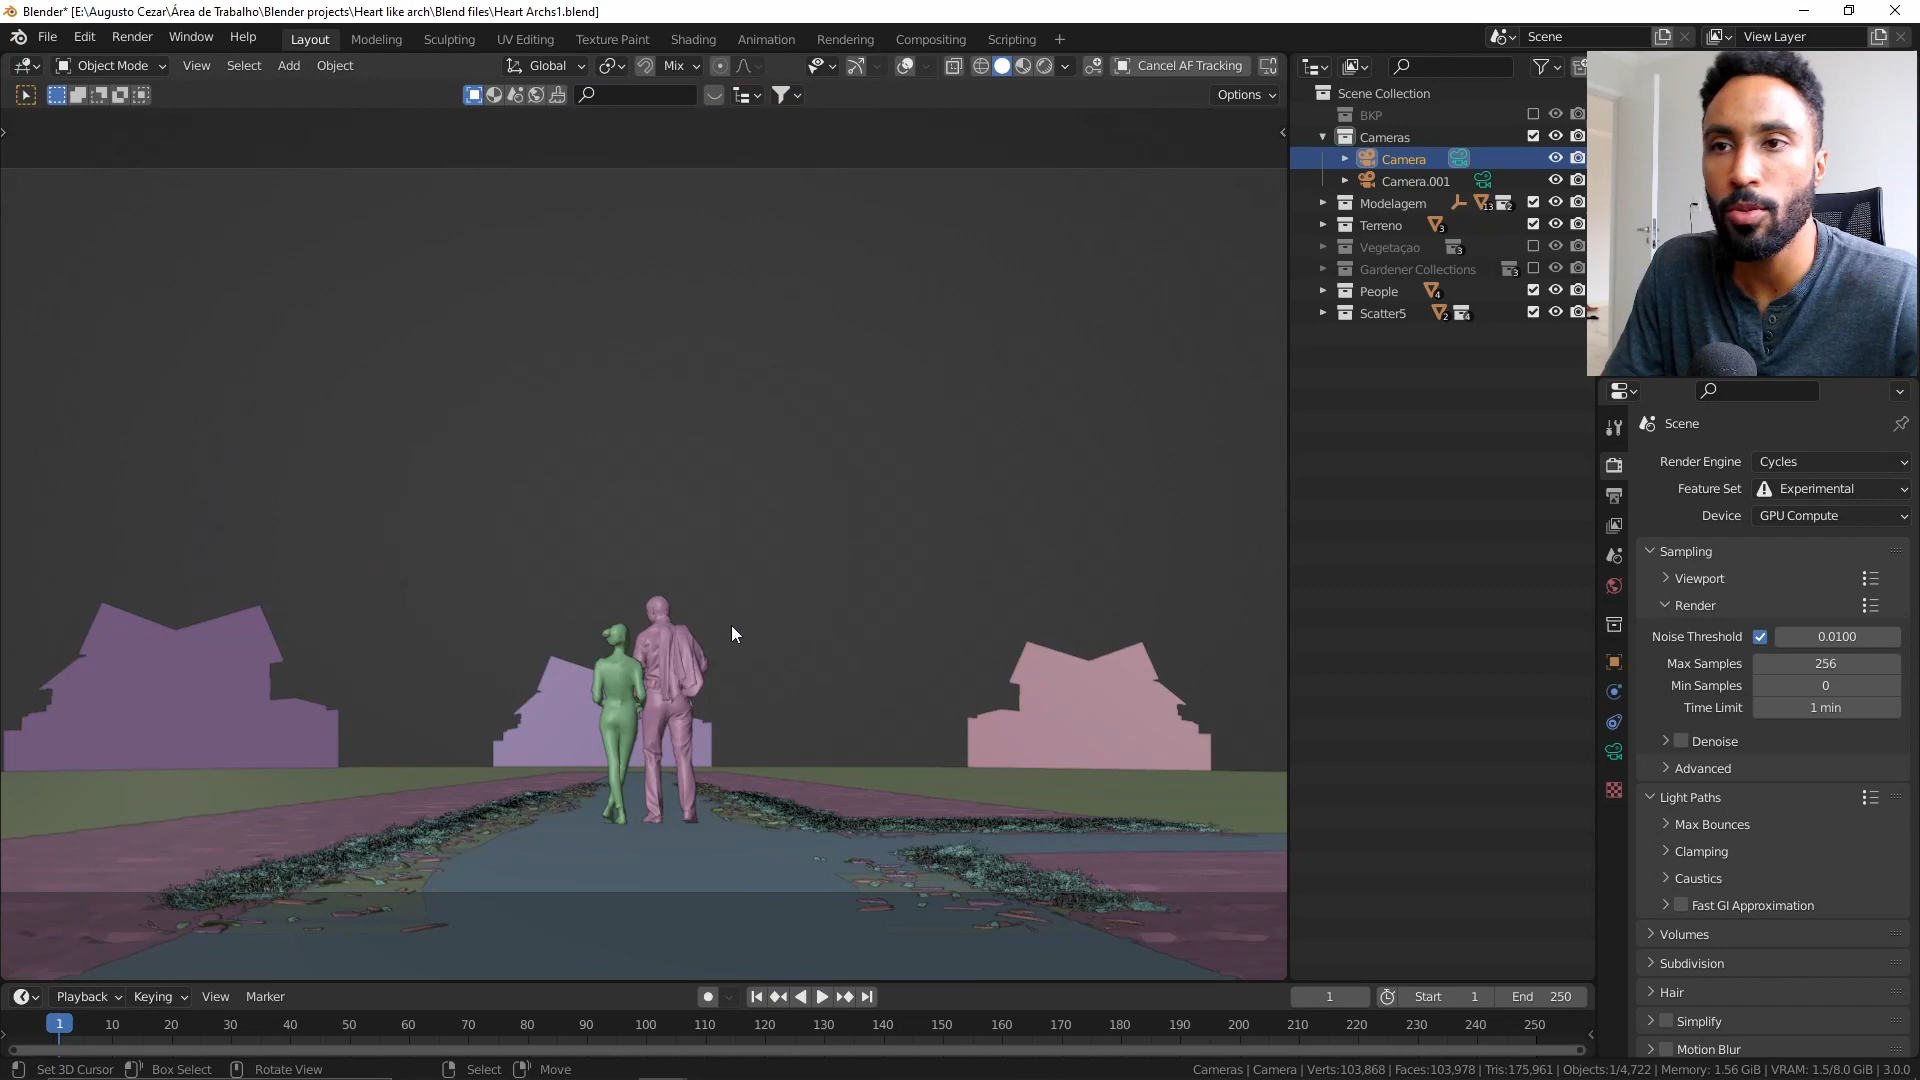 Blender* [E:\Augusto Cezar\Área de Trabalho\Blender projects\Heart like arch\Blend files\Heart Archs1.blend]
File Edit Render Window Help Layout Modeling Sculpting UV Editing Texture Paint Shading Animation Rendering Compositing Scripting + Scene View Layer
Object Mode View Select Add Object Global Mix Cancel AF Tracking
Options
Scene Collection
BKP
Cameras
Camera
Camera.001
Modelagem 13 2
Terreno 3
Vegetaçao 3
Gardener Collections 3
People 4
Scatter5 2 4
Scene
Render Engine Cycles
Feature Set Experimental
Device GPU Compute
Sampling
Viewport
Render
Noise Threshold 0.0100
Max Samples 256
Min Samples 0
Time Limit 1 min
Denoise
Advanced
Light Paths
Max Bounces
Clamping
Caustics
Fast GI Approximation
Volumes
Subdivision
Hair
Simplify
Motion Blur
Playback Keying View Marker 1 Start 1 End 250
1 10 20 30 40 50 60 70 80 90 100 110 120 130 140 150 160 170 180 190 200 210 220 230 240 250
Set 3D Cursor Box Select Rotate View Select Move Cameras | Camera | Verts:103,868 | Faces:103,978 | Tris:175,961 | Objects:1/4,722 | Memory: 1.56 GiB | VRAM: 1.5/8.0 GiB | 3.0.0